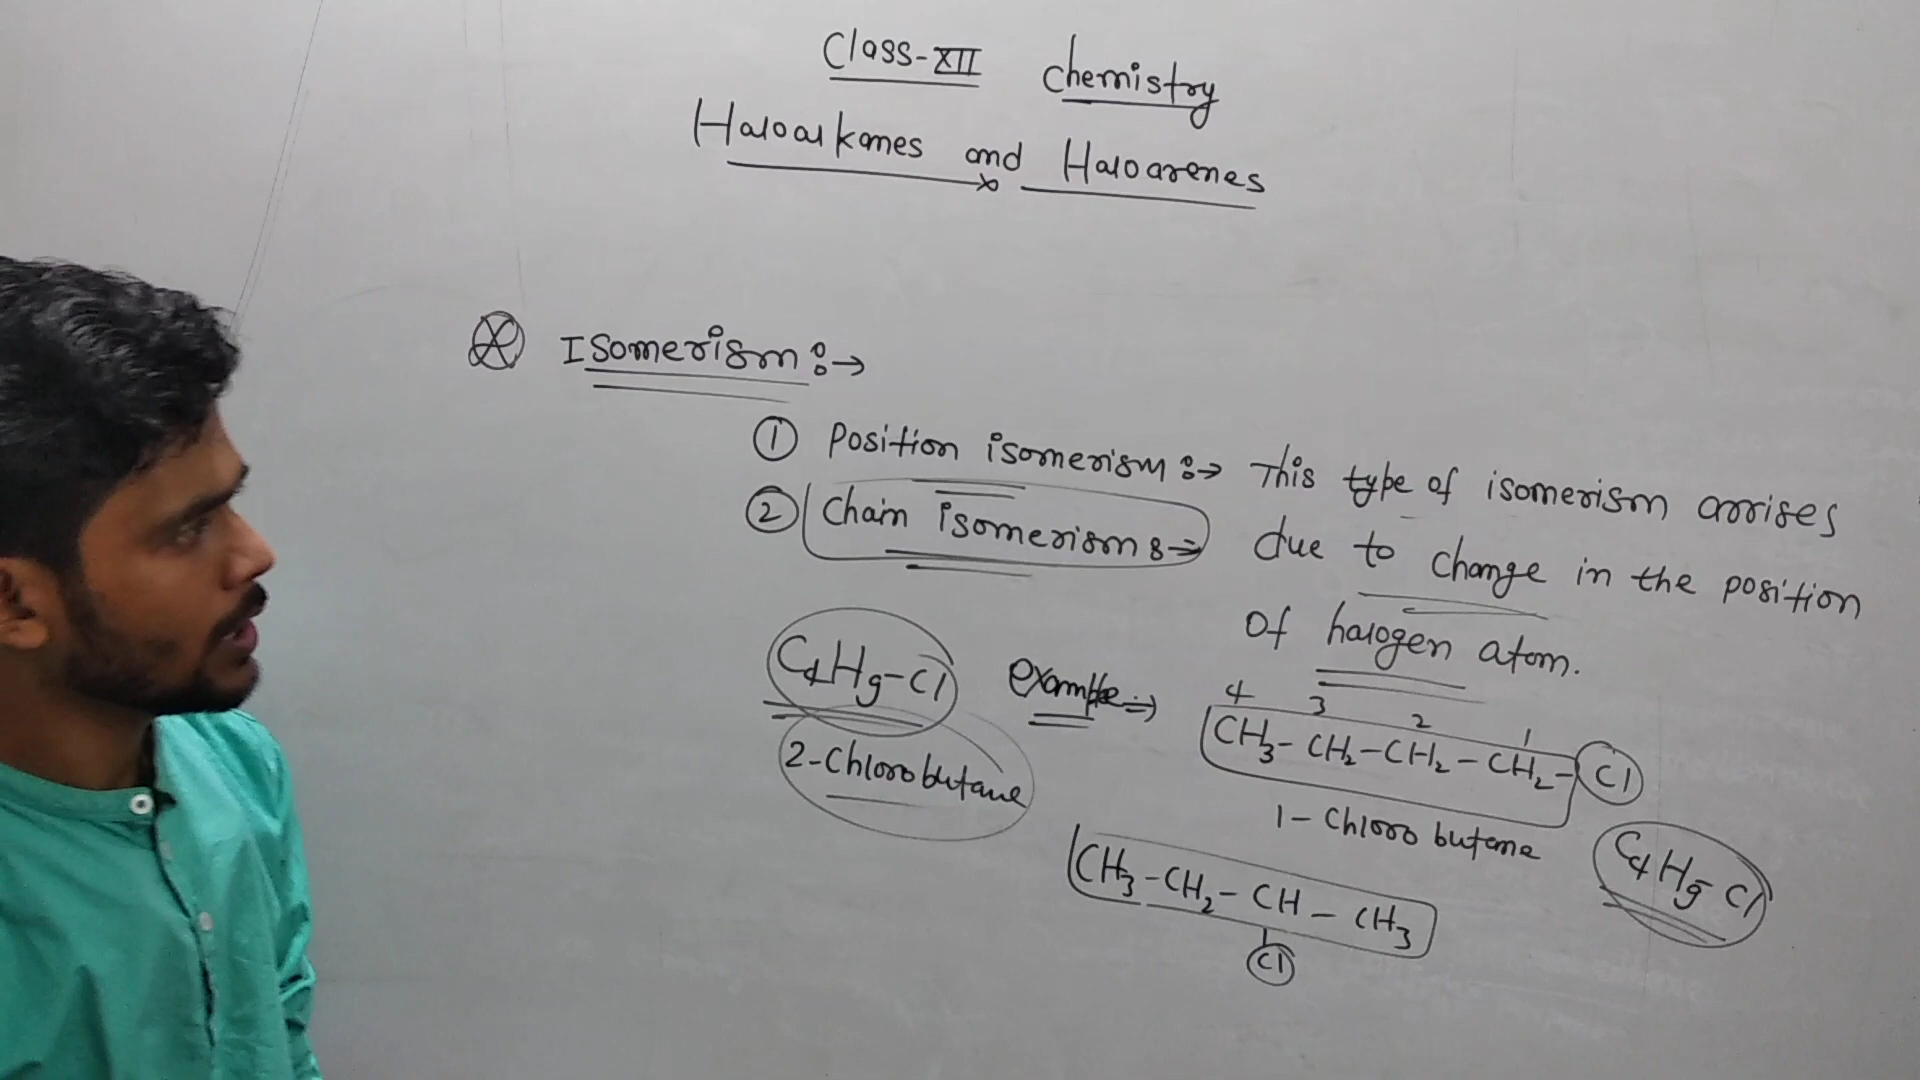 Class-XII Chemistry
Haloalkanes and Haloarenes
Isomerism :→
① Position isomerism :→ This type of isomerism arrises
② Chain isomerism :→ due to change in the position
of halogen atom.
C4H9-Cl example ⇒
4 3 2 1
CH3-CH2-CH2-CH2-Cl
2-Chlorobutane
1-Chlorobutane
C4H9-Cl
CH3-CH2-CH-CH3
Cl